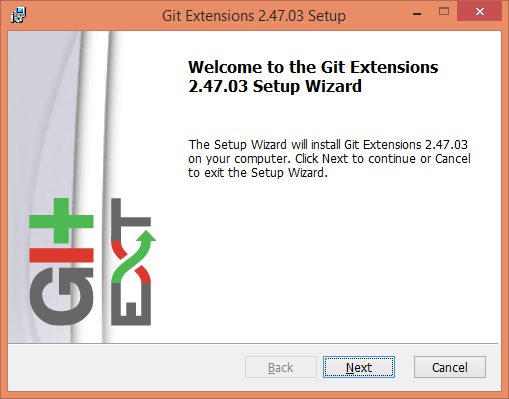 Git Extensions 2.47.03 Setup
Welcome to the Git Extensions
2.47.03 Setup Wizard
The Setup Wizard will install Git Extensions 2.47.03
on your computer. Click Next to continue or Cancel
to exit the Setup Wizard.
GIT
EXT
Back
Next
Cancel